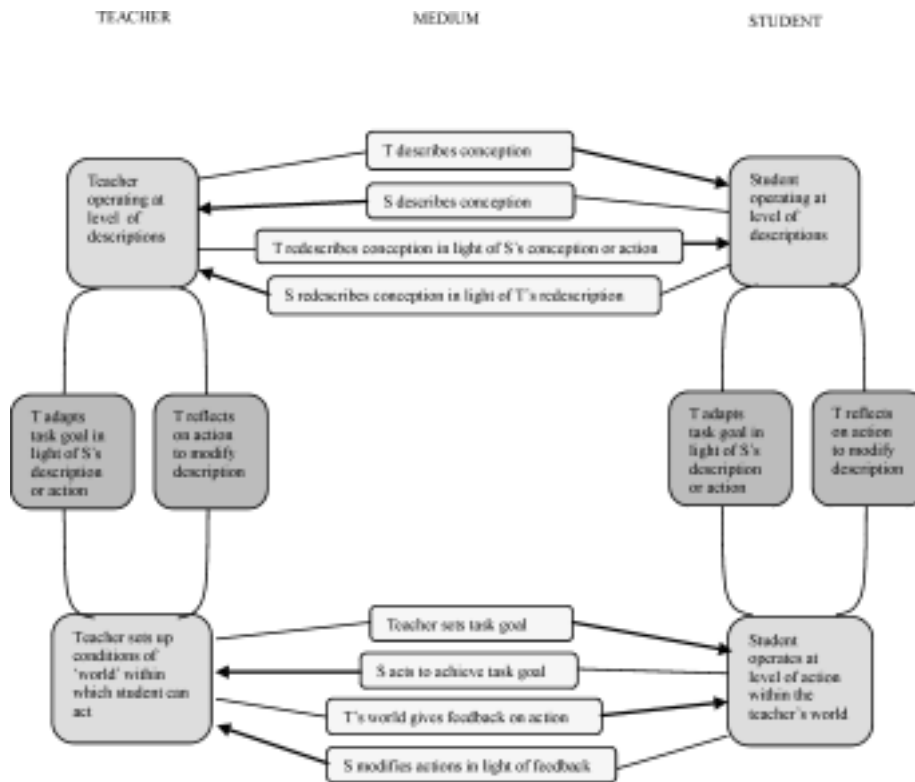 TEACHER
MEDIUM
STUDENT
T describes conception
S describes conception
T redescribes conception in light of S's conception or action
S redescribes conception in light of T's redescription
Teacher
operating at
level of
descriptions
Student
operating at
level of
descriptions
T adapts
task goal in
light of S's
description
or action
T reflects
on action
to modify
description
T adapts
task goal in
light of S's
description
or action
T reflects
on action
to modify
description
Teacher sets up
conditions of
'world' within
which student can
act
Teacher sets task goal
S acts to achieve task goal
T's world gives feedback on action
S modifies actions in light of feedback
Student
operates at
level of action
within the
teacher's world